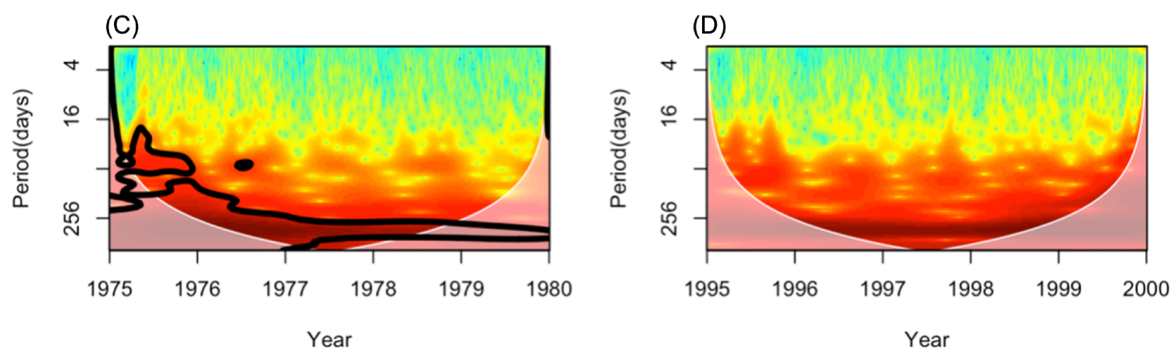 (C)
Period(days)
4
16
256
1975 1976 1977 1978 1979 1980
Year
(D)
Period(days)
4
16
256
1995 1996 1997 1998 1999 2000
Year